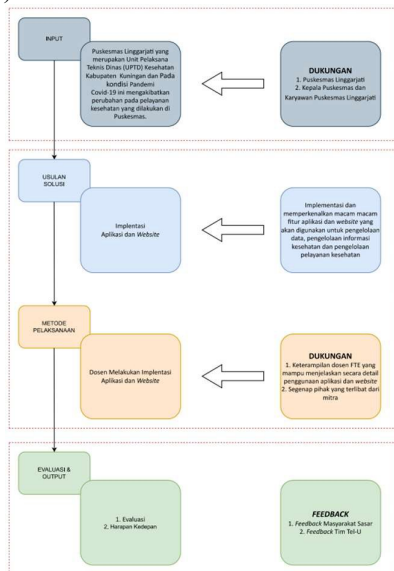 INPUT
Puskesmas Linggarjati yang
merupakan Unit Pelaksana
Teknis Dinas (UPTD) Kesehatan
Kabupaten Kuningan dan Pada
kondisi Pandemi
Covid-19 ini mengakibatkan
perubahan pada pelayanan
kesehatan yang dilakukan di
Puskesmas.
DUKUNGAN
1. Puskesmas Linggarjati
2. Kepala Puskesmas dan
Karyawan Puskesmas Linggarjati
USULAN
SOLUSI
Implentasi
Aplikasi dan Website
Implementasi dan
memperkenalkan macam macam
fitur aplikasi dan website yang
akan digunakan untuk pengelolaan
data, pengelolaan informasi
kesehatan dan pengelolaan
pelayanan kesehatan
METODE
PELAKSANAAN
Dosen Melakukan Implentasi
Aplikasi dan Website
DUKUNGAN
1. Keterampilan dosen FTE yang
mampu menjelaskan secara detail
penggunaan aplikasi dan website
2. Segenap pihak yang terlibat dari
mitra
EVALUASI &
OUTPUT
1. Evaluasi
2. Harapan Kedepan
FEEDBACK
1. Feedback Masyarakat Sasar
2. Feedback Tim Tel-U